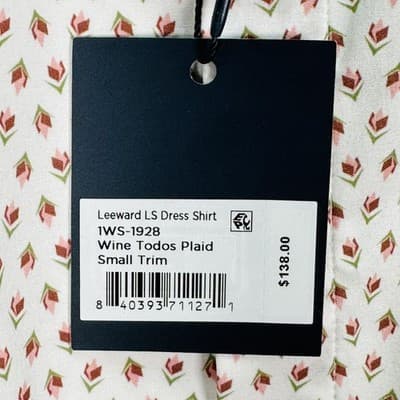 Leeward LS Dress Shirt
1WS-1928
Wine Todos Plaid
Small Trim
$138.00
8 40393 71127 1